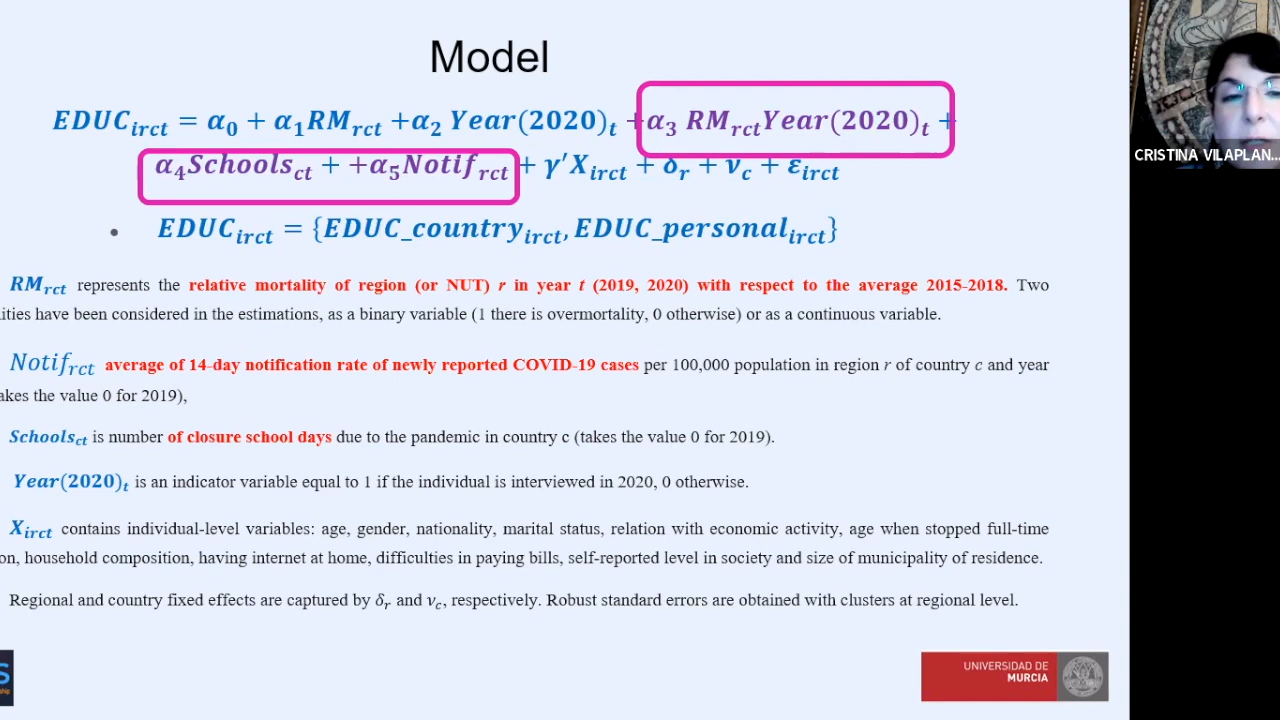 Model
EDUC_irct = α_0 + α_1RM_rct +α_2 Year(2020)_t +α_3 RM_rctYear(2020)_t +
α_4Schools_ct + +α_5Notif_rct + γ′X_irct + δ_r + ν_c + ε_irct
• EDUC_irct = {EDUC_country_irct, EDUC_personal_irct}
RM_rct represents the relative mortality of region (or NUT) r in year t (2019, 2020) with respect to the average 2015-2018. Two
ities have been considered in the estimations, as a binary variable (1 there is overmortality, 0 otherwise) or as a continuous variable.
Notif_rct average of 14-day notification rate of newly reported COVID-19 cases per 100,000 population in region r of country c and year
akes the value 0 for 2019),
Schools_ct is number of closure school days due to the pandemic in country c (takes the value 0 for 2019).
Year(2020)_t is an indicator variable equal to 1 if the individual is interviewed in 2020, 0 otherwise.
X_irct contains individual-level variables: age, gender, nationality, marital status, relation with economic activity, age when stopped full-time
on, household composition, having internet at home, difficulties in paying bills, self-reported level in society and size of municipality of residence.
Regional and country fixed effects are captured by δ_r and ν_c, respectively. Robust standard errors are obtained with clusters at regional level.
CRISTINA VILAPLAN...
S
UNIVERSIDAD DE
MURCIA